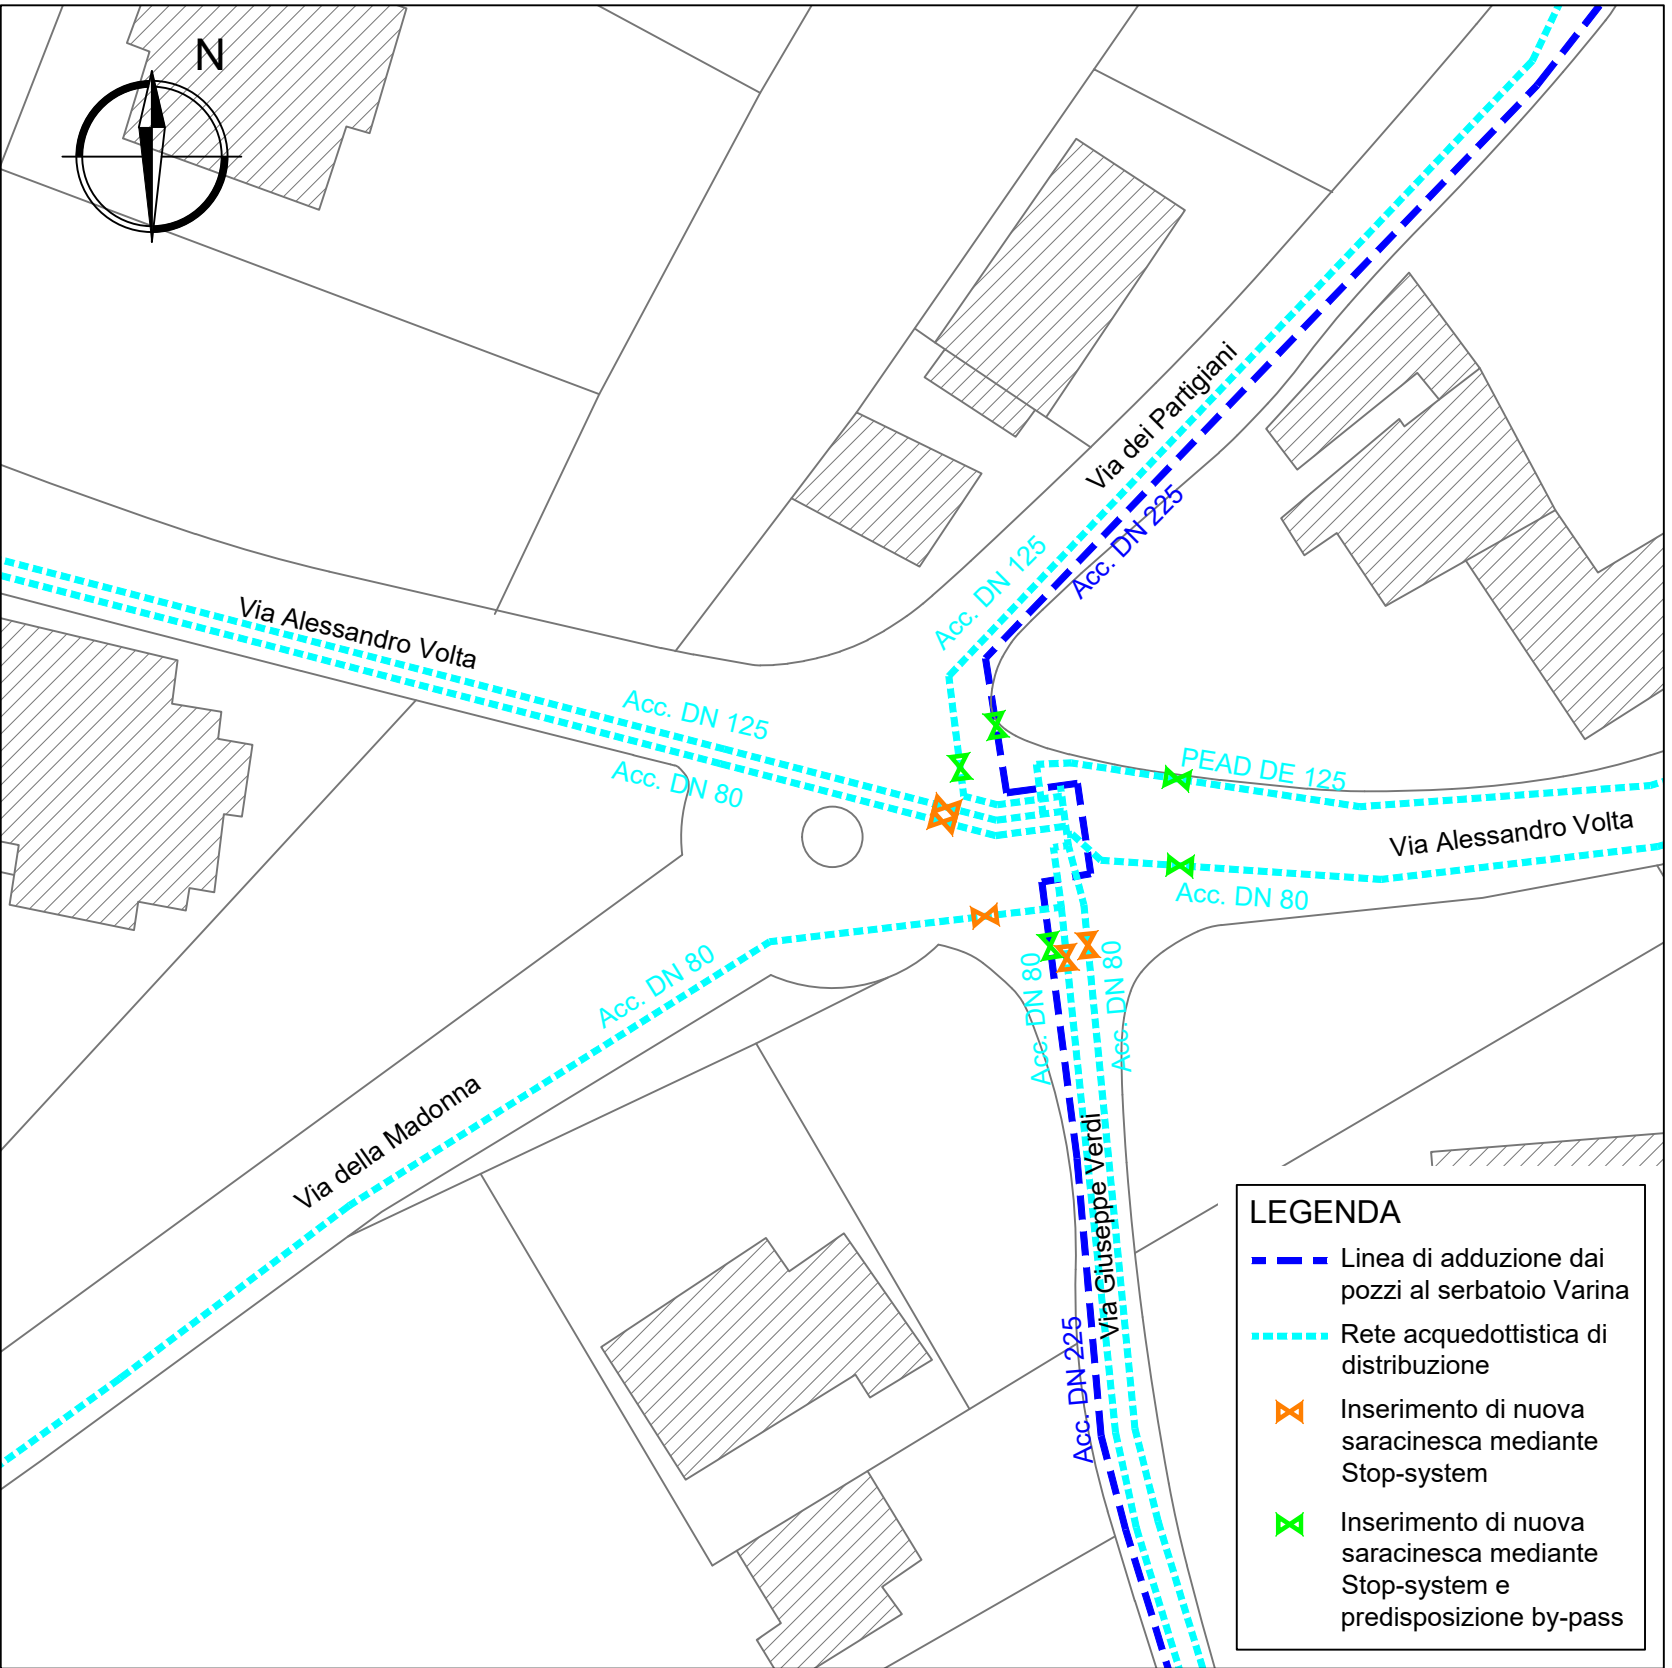 N
Via dei Partigiani
Acc. DN 225
Acc. DN 125
Via Alessandro Volta
Acc. DN 125
Acc. DN 80
PEAD DE 125
Via Alessandro Volta
Acc. DN 80
Acc. DN 80
Via della Madonna
Acc. DN 80
Acc. DN 80
Via Giuseppe Verdi
Acc. DN 225
LEGENDA
Linea di adduzione dai
pozzi al serbatoio Varina
Rete acquedottistica di
distribuzione
Inserimento di nuova
saracinesca mediante
Stop-system
Inserimento di nuova
saracinesca mediante
Stop-system e
predisposizione by-pass